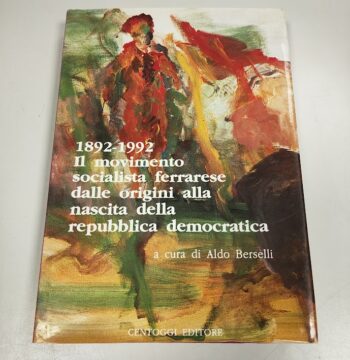 1892-1992
Il movimento
socialista ferrarese
dalle origini alla
nascita della
repubblica democratica
a cura di Aldo Berselli
CENTOGGI EDITORE